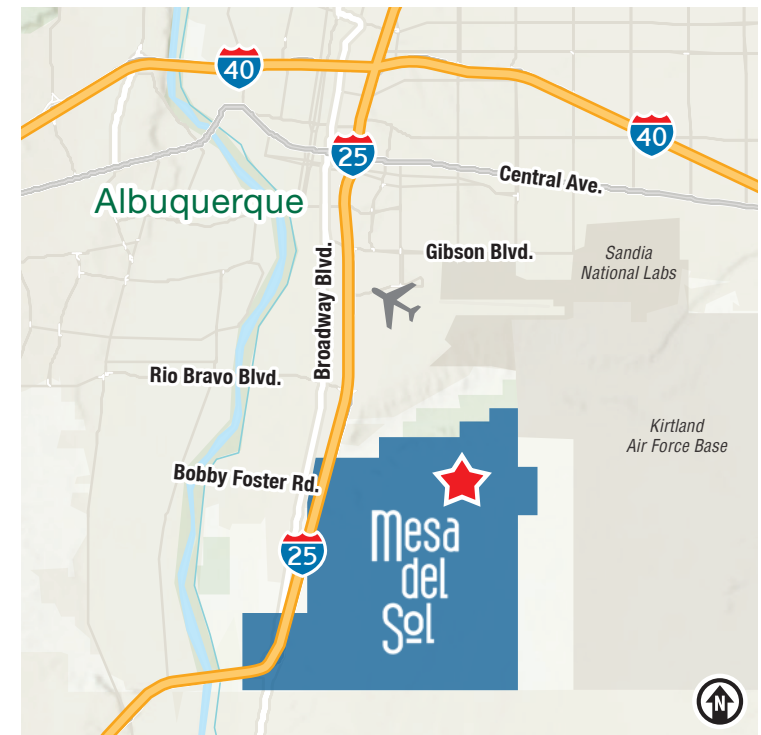 40
40
25
Central Ave.
Albuquerque
Gibson Blvd.
Sandia
National Labs
Broadway Blvd.
Rio Bravo Blvd.
Kirtland
Air Force Base
Bobby Foster Rd.
Mesa
del
Sol
25
N